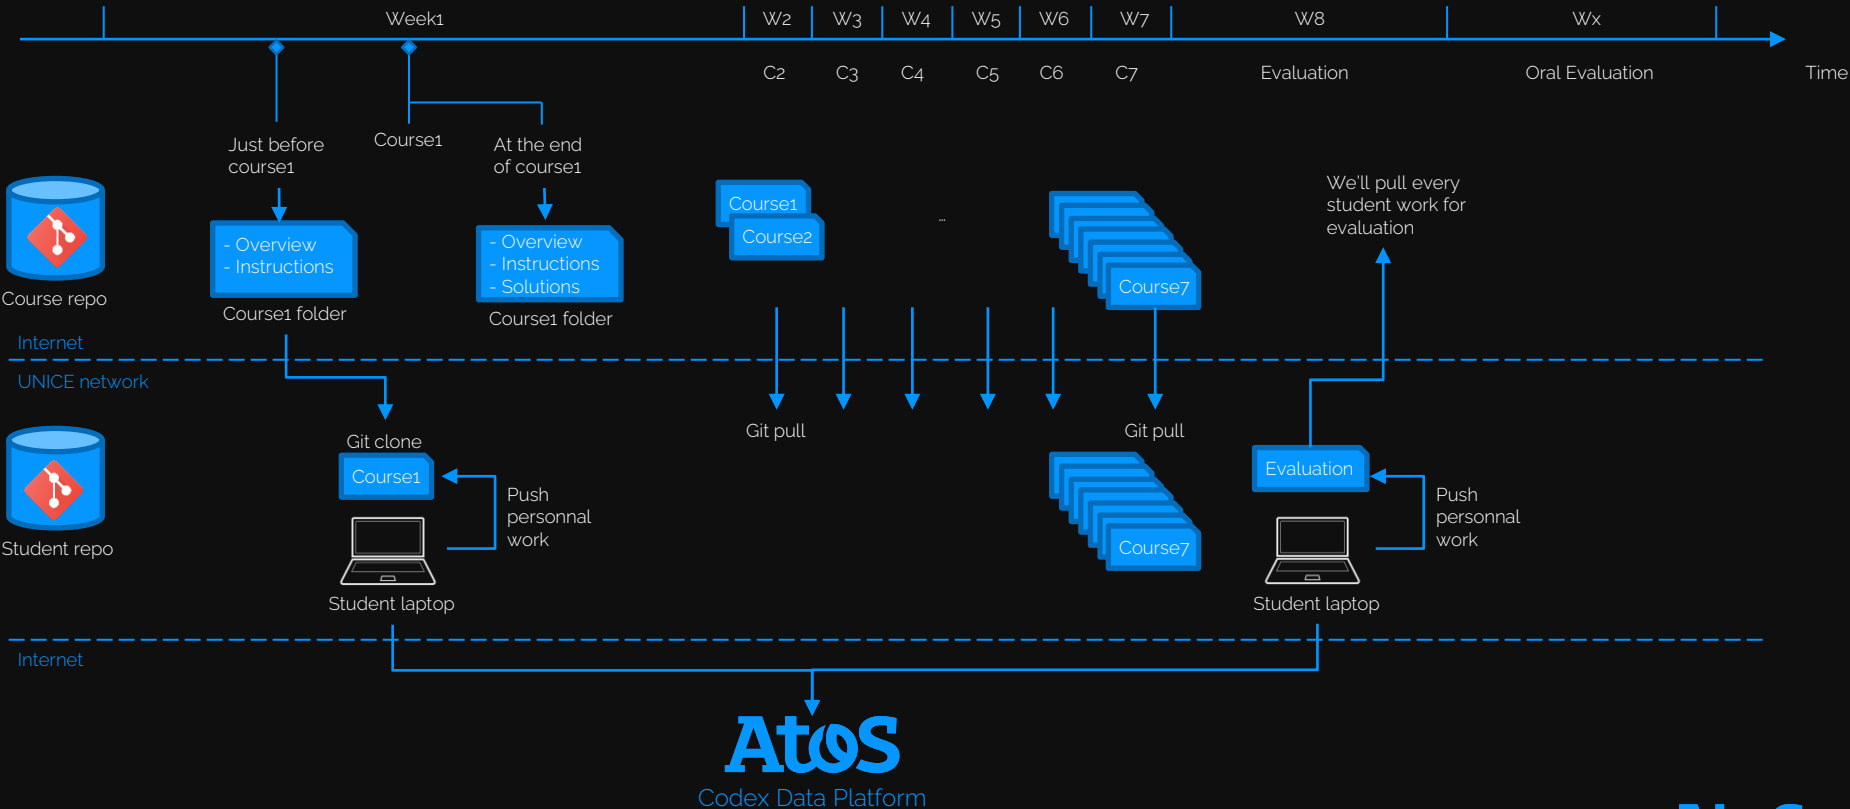 Week1
W2
W3
W4
W5
W6
W7
W8
Wx
C2
C3
C4
C5
C6
C7
Evaluation
Oral Evaluation
Time
Just before
course1
Course1
At the end
of course1
We'll pull every
student work for
evaluation
- Overview
- Instructions
Course1 folder
- Overview
- Instructions
- Solutions
Course1 folder
Course1
Course2
...
Course7
Course repo
Internet
UNICE network
Git clone
Course1
Push
personnal
work
Student laptop
Git pull
Git pull
Course7
Evaluation
Push
personnal
work
Student laptop
Student repo
Internet
Atos
Codex Data Platform